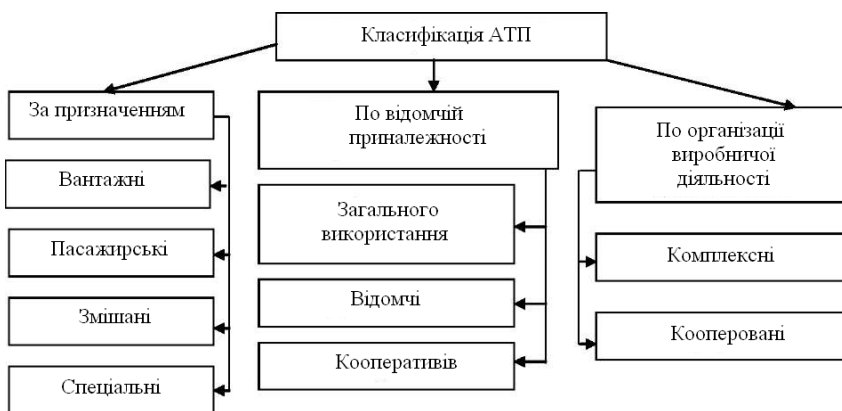 Класифікація АТП
За призначенням
Вантажні
Пасажирські
Змішані
Спеціальні
По відомчій
приналежності
Загального
використання
Відомчі
Кооперативів
По організації
виробничої
діяльності
Комплексні
Кооперовані